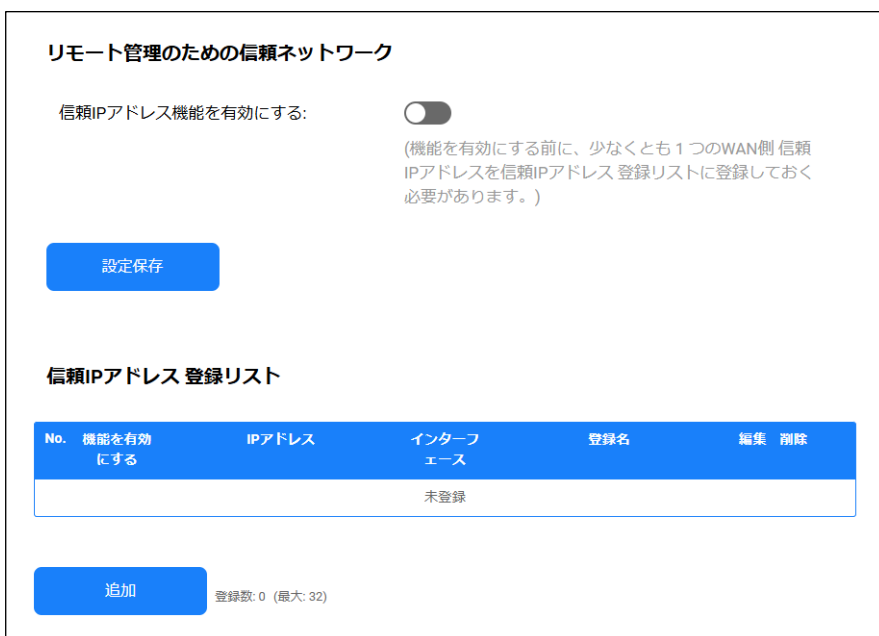 リモート管理のための信頼ネットワーク
信頼IPアドレス機能を有効にする:
(機能を有効にする前に、少なくとも１つのWAN側 信頼
IPアドレスを信頼IPアドレス 登録リストに登録しておく
必要があります。)
設定保存
信頼IPアドレス 登録リスト
No. 機能を有効 IPアドレス インターフ 登録名 編集 削除
にする ェース
未登録
追加 登録数: 0 (最大: 32)